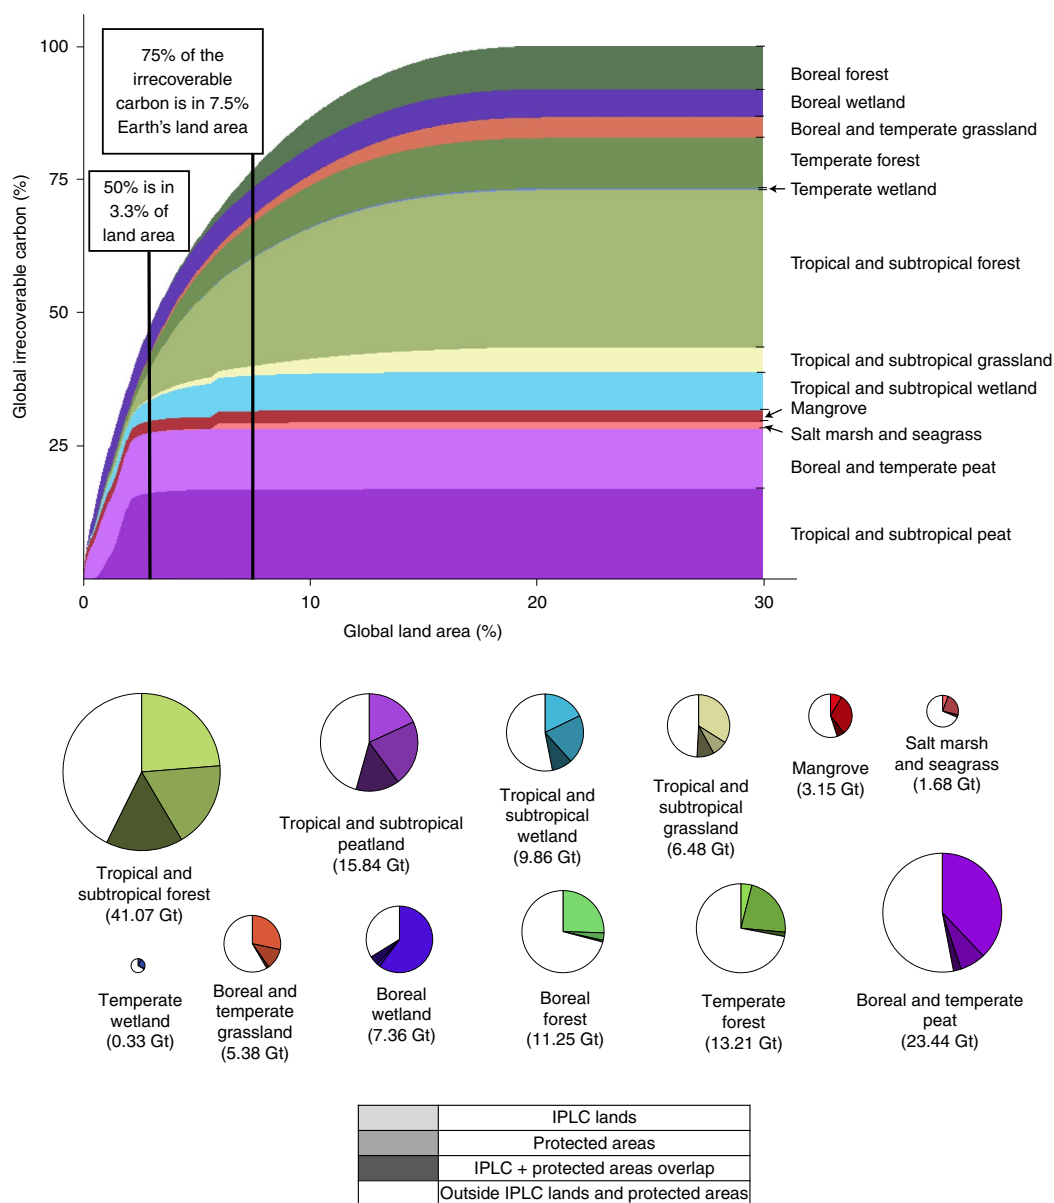 Global irrecoverable carbon (%)
100
75
50
25
75% of the
irrecoverable
carbon is in 7.5%
Earth's land area
50% is in
3.3% of
land area
Boreal forest
Boreal wetland
Boreal and temperate grassland
Temperate forest
Temperate wetland
Tropical and subtropical forest
Tropical and subtropical grassland
Tropical and subtropical wetland
Mangrove
Salt marsh and seagrass
Boreal and temperate peat
Tropical and subtropical peat
0
10
20
30
Global land area (%)
Tropical and
subtropical forest
(41.07 Gt)
Tropical and subtropical
peatland
(15.84 Gt)
Tropical and
subtropical
wetland
(9.86 Gt)
Tropical and
subtropical
grassland
(6.48 Gt)
Mangrove
(3.15 Gt)
Salt marsh
and seagrass
(1.68 Gt)
Temperate
wetland
(0.33 Gt)
Boreal and
temperate
grassland
(5.38 Gt)
Boreal
wetland
(7.36 Gt)
Boreal
forest
(11.25 Gt)
Temperate
forest
(13.21 Gt)
Boreal and temperate
peat
(23.44 Gt)
IPLC lands
Protected areas
IPLC + protected areas overlap
Outside IPLC lands and protected areas